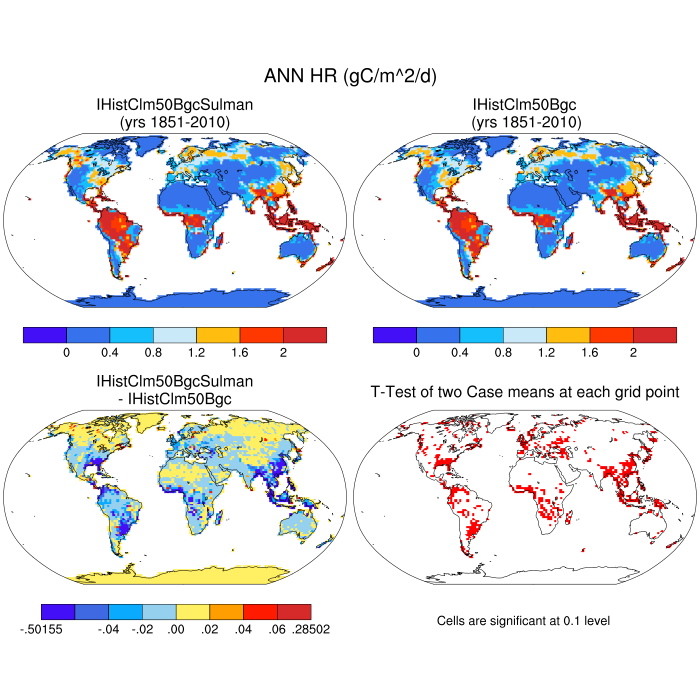 ANN HR (gC/m^2/d)
IHistClm50BgcSulman
(yrs 1851-2010)
IHistClm50Bgc
(yrs 1851-2010)
0 0.4 0.8 1.2 1.6 2
0 0.4 0.8 1.2 1.6 2
IHistClm50BgcSulman
- IHistClm50Bgc
T-Test of two Case means at each grid point
-.50155 -.04 -.02 .00 .02 .04 .06 .28502
Cells are significant at 0.1 level